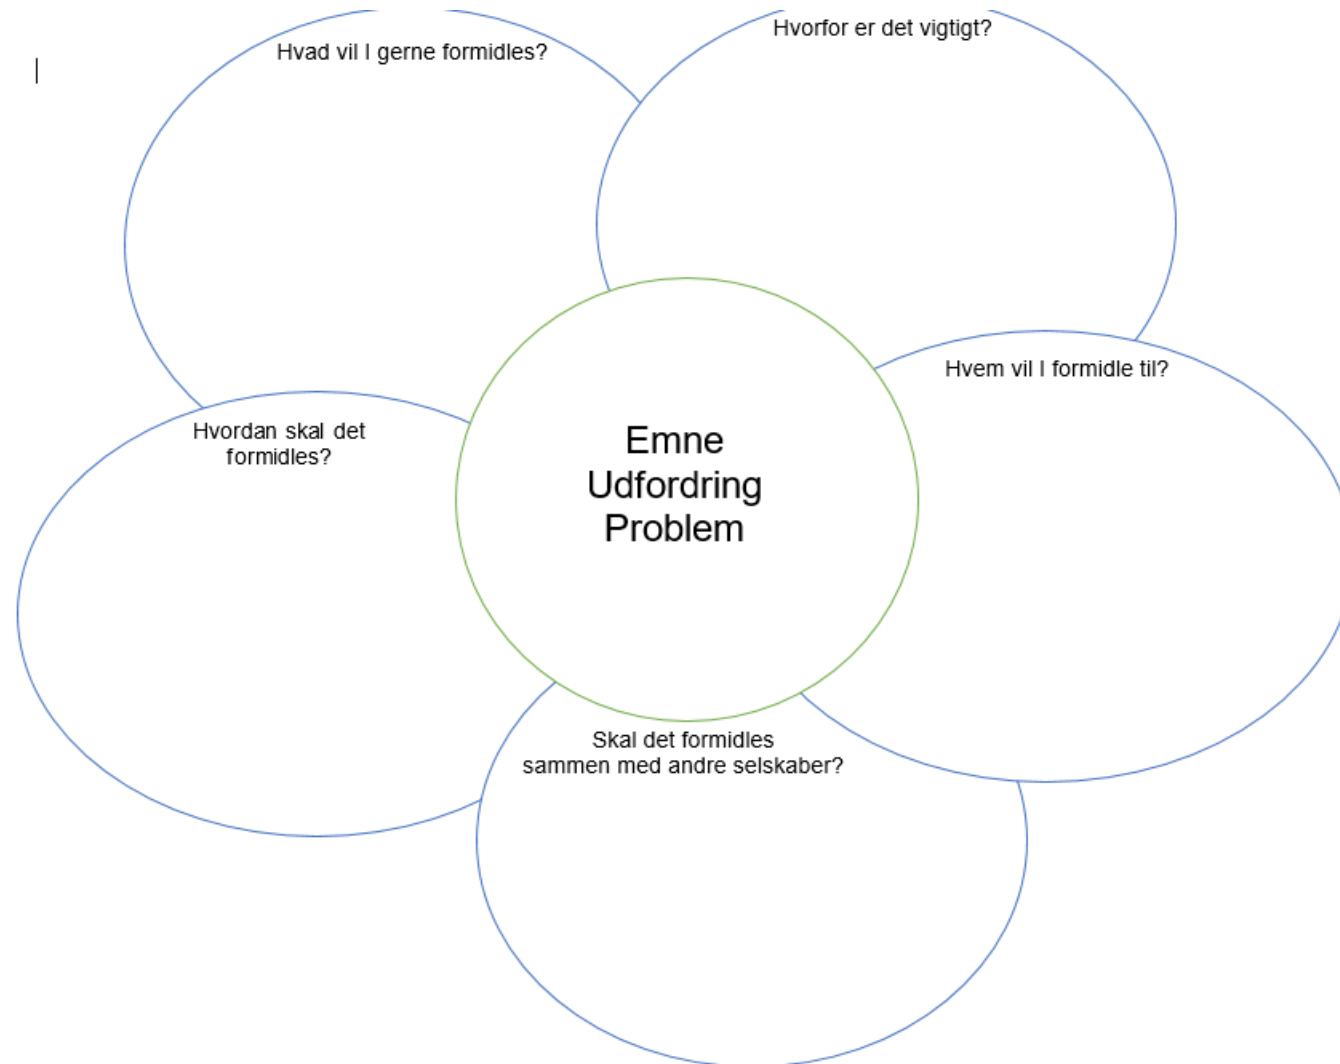 Hvad vil I gerne formidles?
Hvorfor er det vigtigt?
Hvem vil I formidle til?
Hvordan skal det
formidles?
Emne
Udfordring
Problem
Skal det formidles
sammen med andre selskaber?